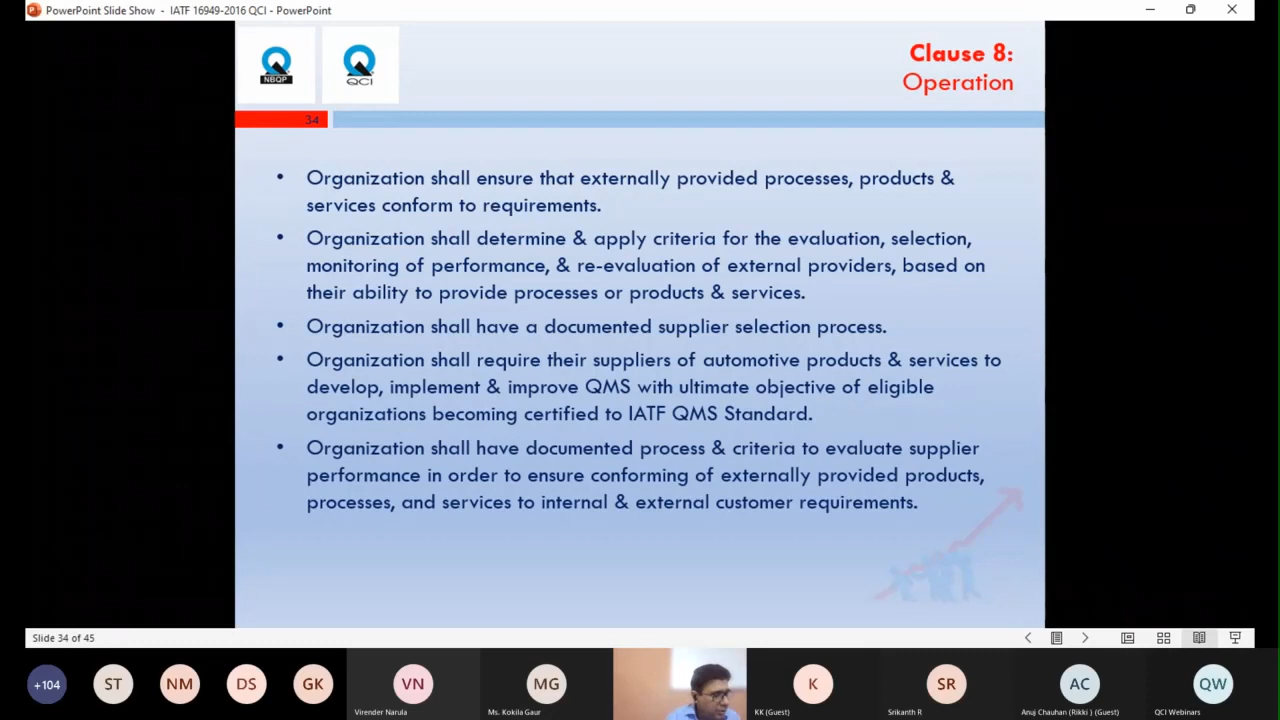 PowerPoint Slide Show - IATF 16949-2016 QCI - PowerPoint
NBQP
QCI
Clause 8:
Operation
34
• Organization shall ensure that externally provided processes, products &
services conform to requirements.
• Organization shall determine & apply criteria for the evaluation, selection,
monitoring of performance, & re-evaluation of external providers, based on
their ability to provide processes or products & services.
• Organization shall have a documented supplier selection process.
• Organization shall require their suppliers of automotive products & services to
develop, implement & improve QMS with ultimate objective of eligible
organizations becoming certified to IATF QMS Standard.
• Organization shall have documented process & criteria to evaluate supplier
performance in order to ensure conforming of externally provided products,
processes, and services to internal & external customer requirements.
Slide 34 of 45
+104
ST
NM
DS
GK
VN
Virender Narula
MG
Ms. Kokila Gaur
K
KK (Guest)
SR
Srikanth R
AC
Anuj Chauhan (Rikki ) (Guest)
QW
QCI Webinars